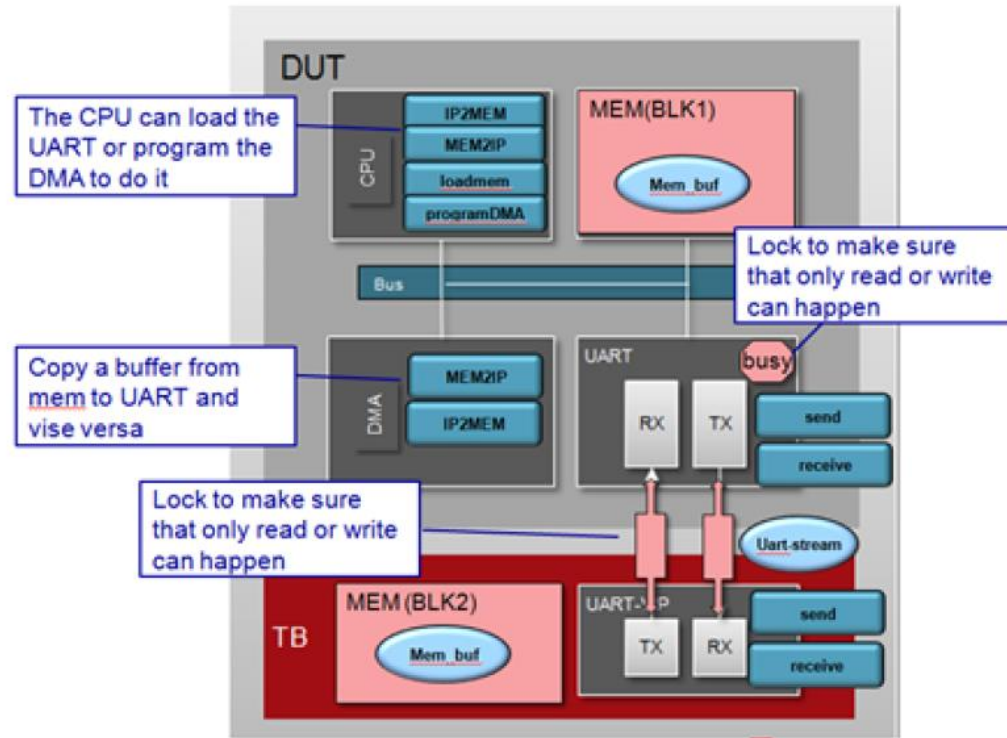 DUT
The CPU can load the
UART or program the
DMA to do it
CPU
IP2MEM
MEM2IP
loadmem
programDMA
MEM(BLK1)
Mem_buf
Lock to make sure
that only read or write
can happen
Bus
Copy a buffer from
mem to UART and
vise versa
DMA
MEM2IP
IP2MEM
UART
busy
RX
TX
send
receive
Lock to make sure
that only read or write
can happen
Uart-stream
TB
MEM (BLK2)
Mem_buf
TX
RX
send
receive